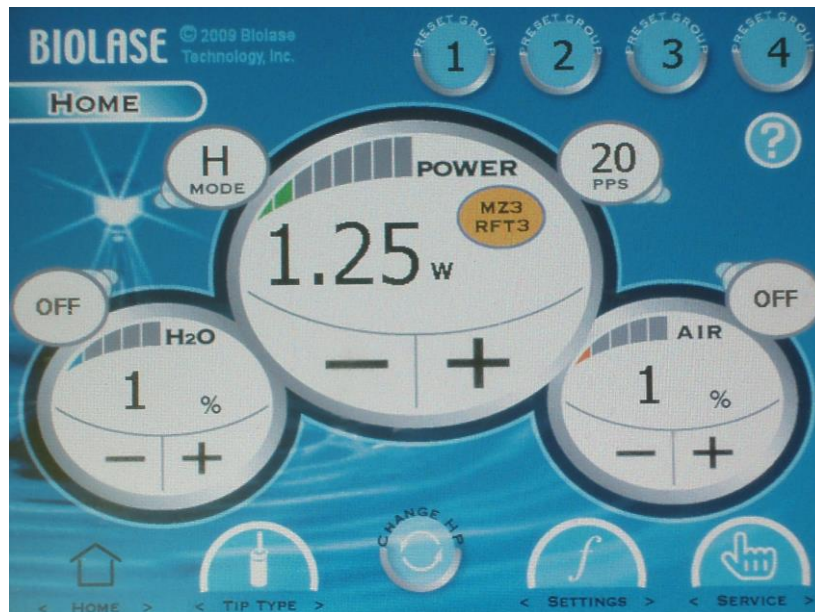 BIOLASE
© 2009 Biolase
Technology, Inc.
PRESET GROUP
1
PRESET GROUP
2
PRESET GROUP
3
PRESET GROUP
4
HOME
H
MODE
POWER
20
PPS
?
MZ3
RFT3
1.25 W
OFF
OFF
H2O
1 %
− +
− +
AIR
1 %
− +
CHANGE HP
< HOME >
< TIP TYPE >
f
< SETTINGS >
< SERVICE >